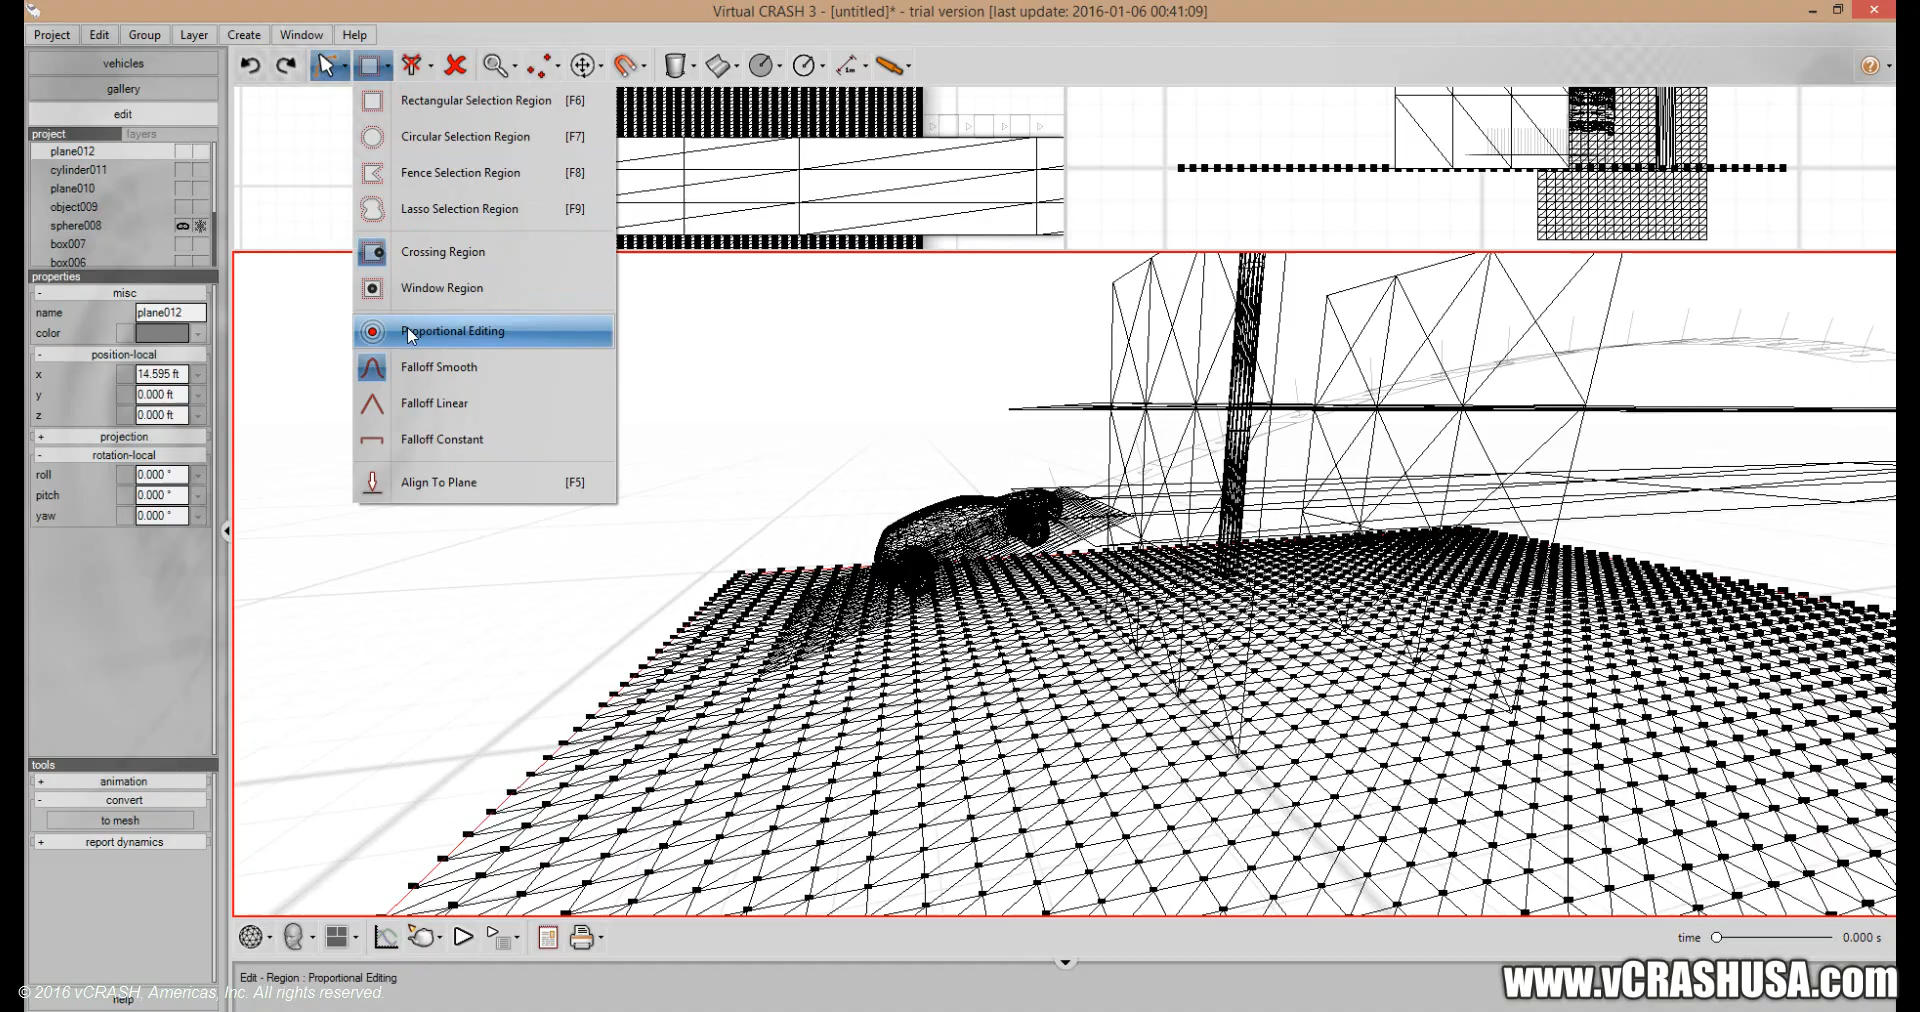 Virtual CRASH 3 - [untitled]* - trial version [last update: 2016-01-06 00:41:09]
Project Edit Group Layer Create Window Help
vehicles
gallery
edit
project layers
plane012
cylinder011
plane010
object009
sphere008
box007
box006
properties
- misc
name plane012
color
- position-local
x 14.595 ft
y 0.000 ft
z 0.000 ft
+ projection
- rotation-local
roll 0.000 °
pitch 0.000 °
yaw 0.000 °
tools
+ animation
- convert
to mesh
+ report dynamics
help
Rectangular Selection Region [F6]
Circular Selection Region [F7]
Fence Selection Region [F8]
Lasso Selection Region [F9]
Crossing Region
Window Region
Proportional Editing
Falloff Smooth
Falloff Linear
Falloff Constant
Align To Plane [F5]
time 0.000 s
Edit - Region : Proportional Editing
© 2016 vCRASH, Americas, Inc. All rights reserved.
www.vCRASHUSA.com